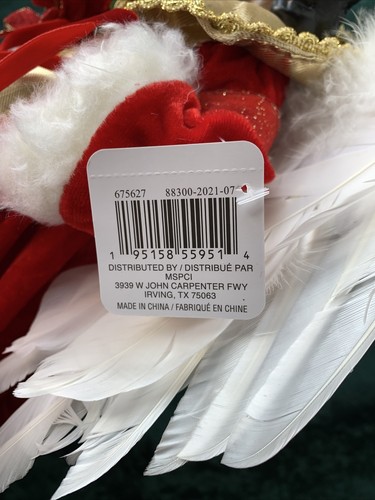 675627 88300-2021-07
1 95158 55951 4
DISTRIBUTED BY / DISTRIBUÉ PAR
MSPCI
3939 W JOHN CARPENTER FWY
IRVING, TX 75063
MADE IN CHINA / FABRIQUÉ EN CHINE